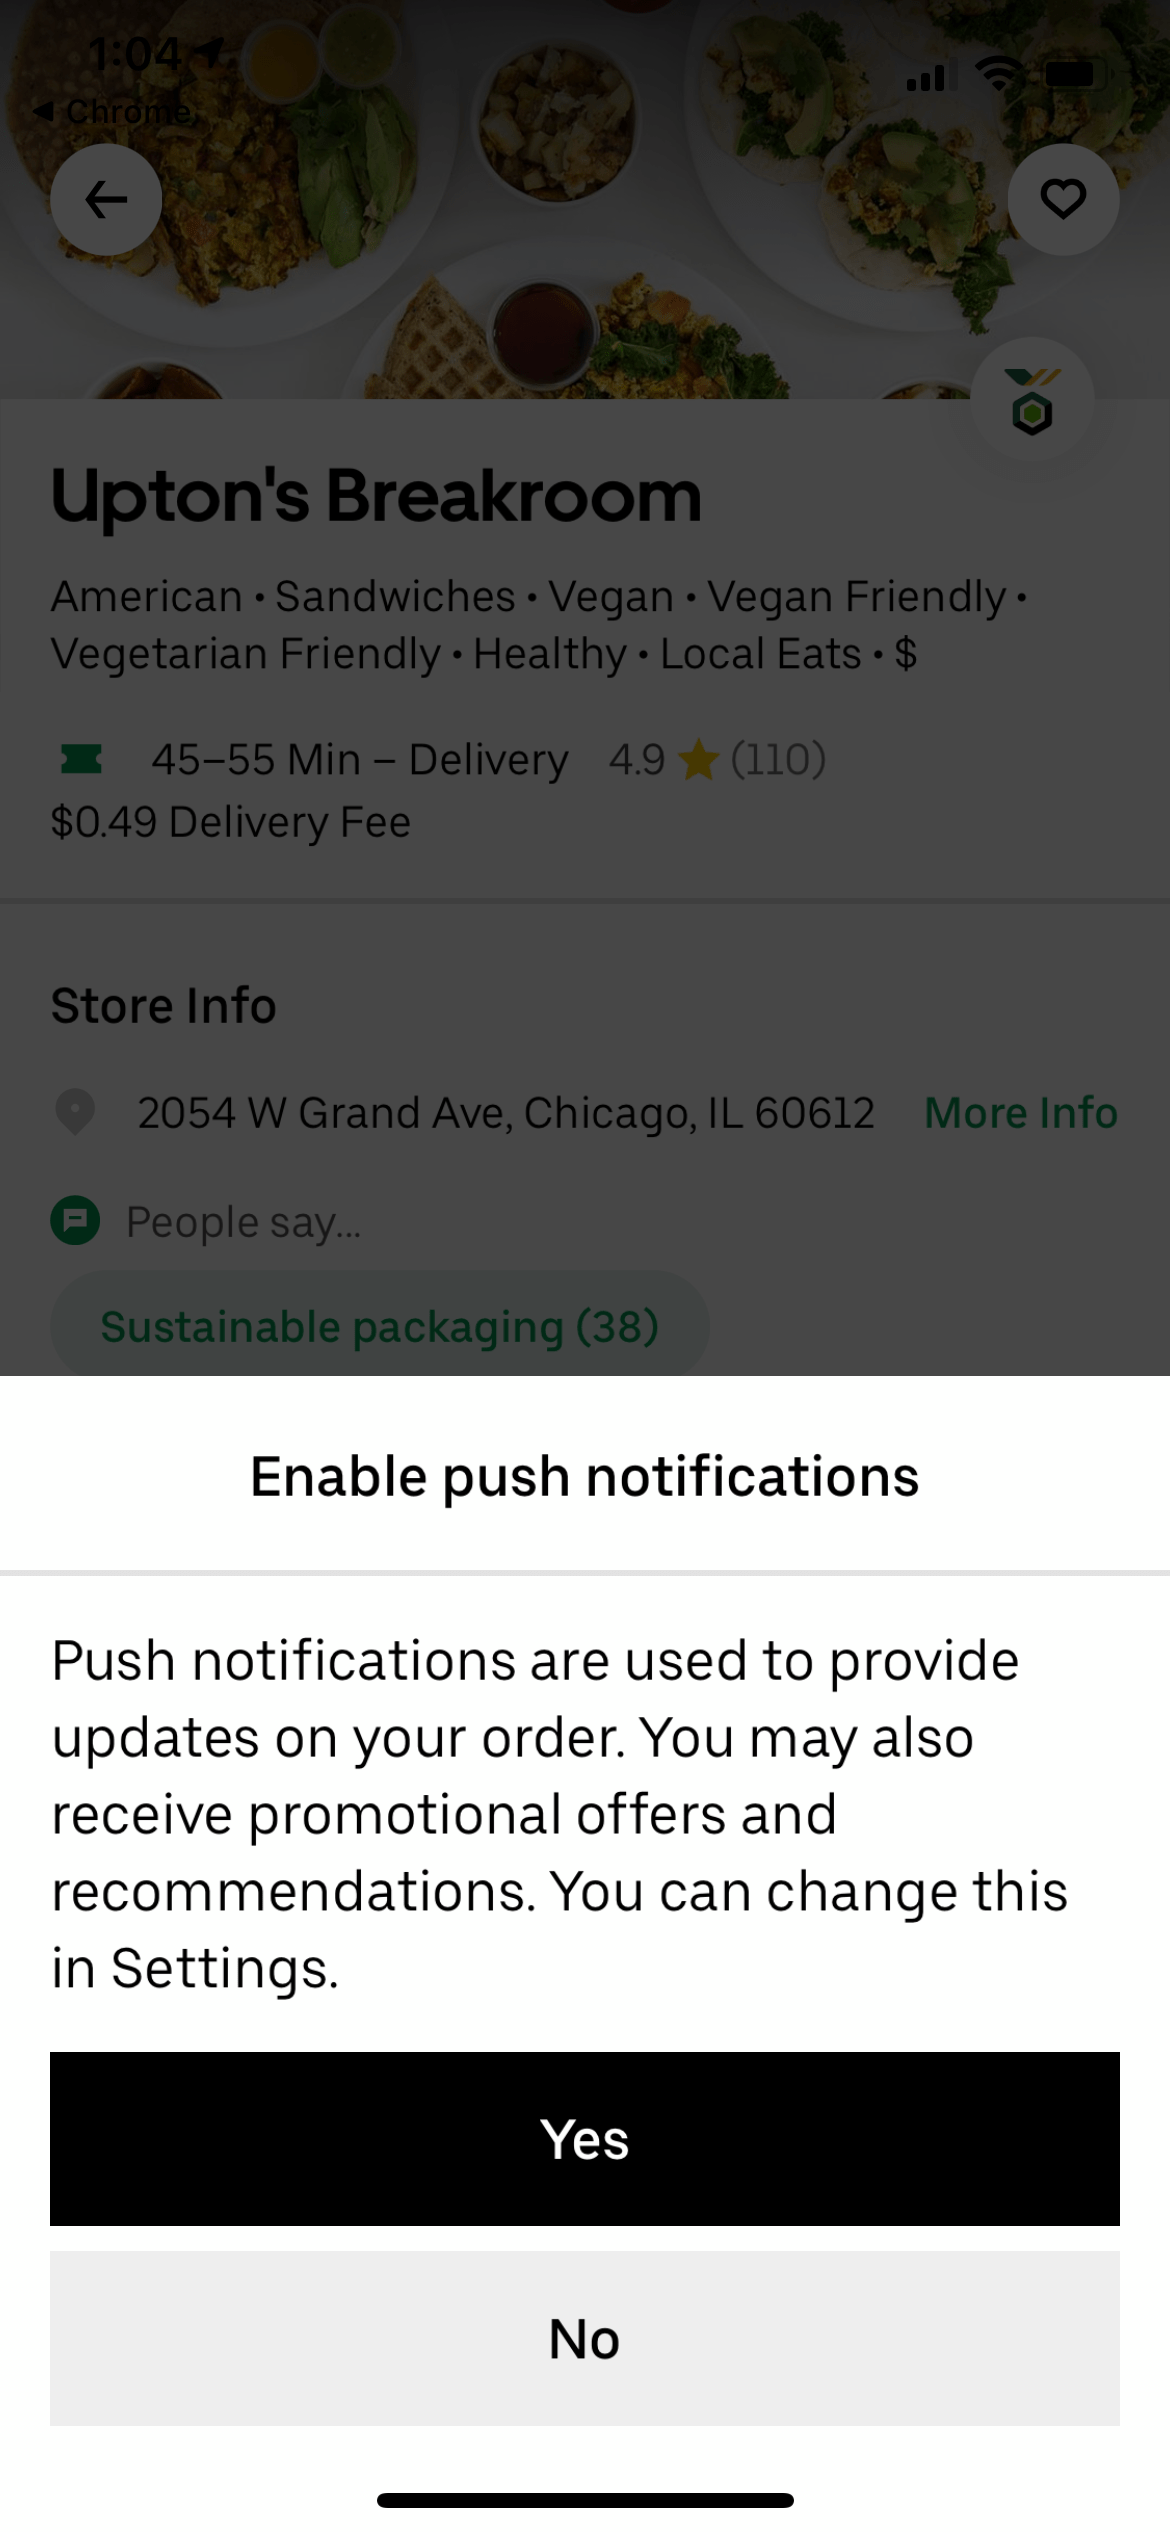 1:04
Chrome
Upton's Breakroom
American • Sandwiches • Vegan • Vegan Friendly •
Vegetarian Friendly • Healthy • Local Eats • $
45–55 Min – Delivery 4.9 (110)
$0.49 Delivery Fee
Store Info
2054 W Grand Ave, Chicago, IL 60612 More Info
People say...
Sustainable packaging (38)
Enable push notifications
Push notifications are used to provide
updates on your order. You may also
receive promotional offers and
recommendations. You can change this
in Settings.
Yes
No